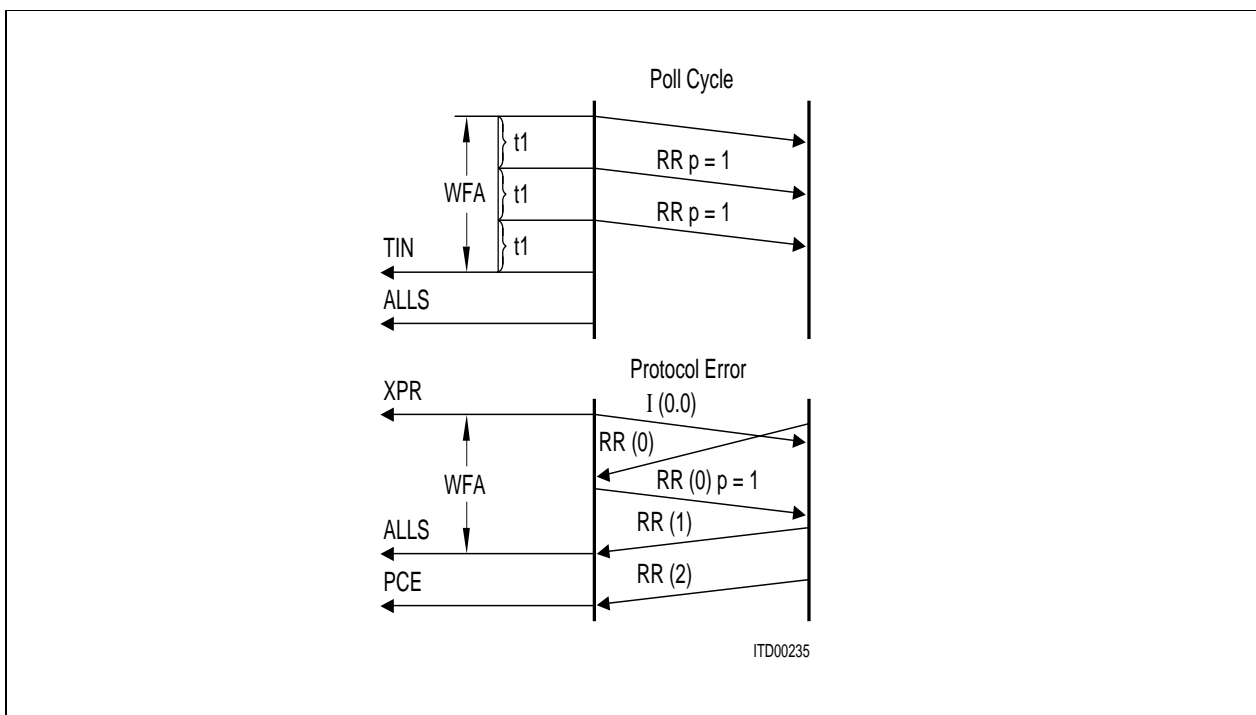 Poll Cycle
t1
RR p = 1
WFA
t1
RR p = 1
TIN
t1
ALLS
Protocol Error
XPR
I (0.0)
RR (0)
WFA
RR (0) p = 1
ALLS
RR (1)
PCE
RR (2)
ITD00235